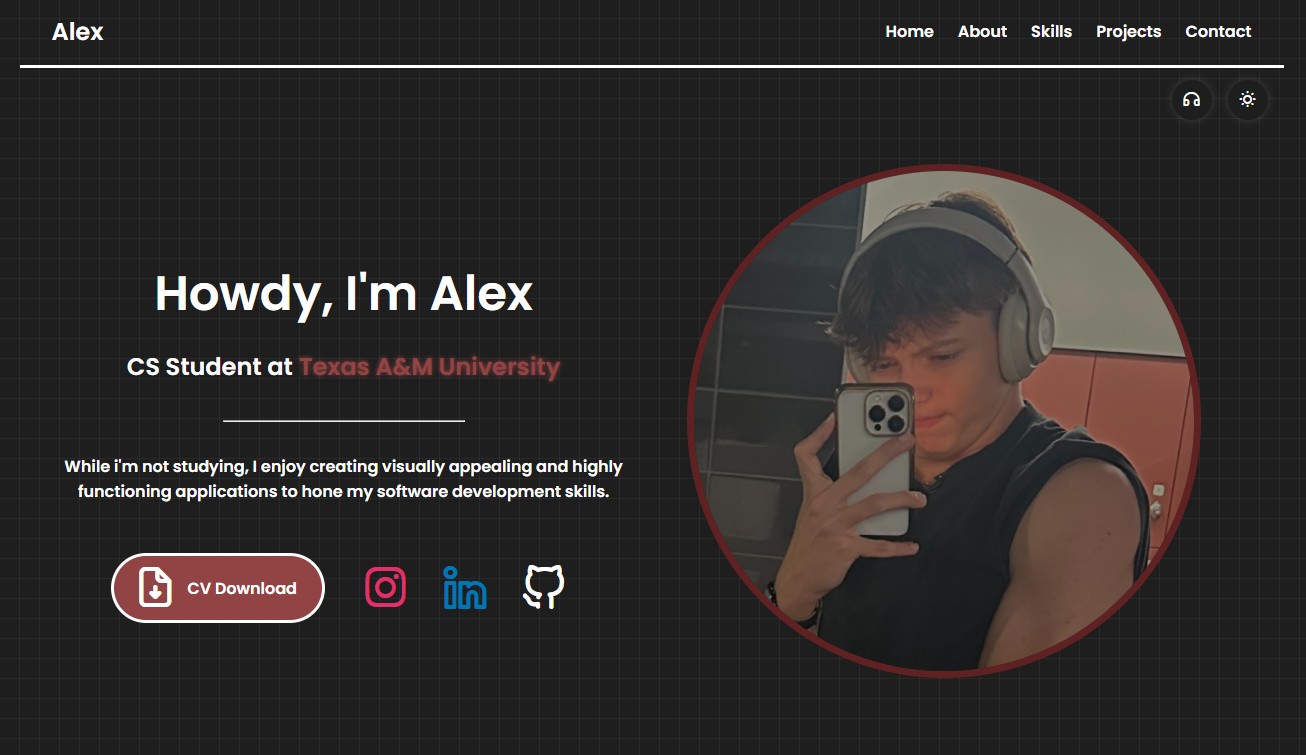 Alex
Home About Skills Projects Contact
Howdy, I'm Alex
CS Student at Texas A&M University
While i'm not studying, I enjoy creating visually appealing and highly
functioning applications to hone my software development skills.
CV Download